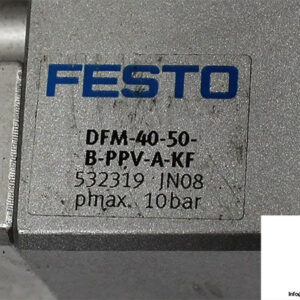 FESTO
DFM-40-50-
B-PPV-A-KF
532319 JN08
pmax. 10bar